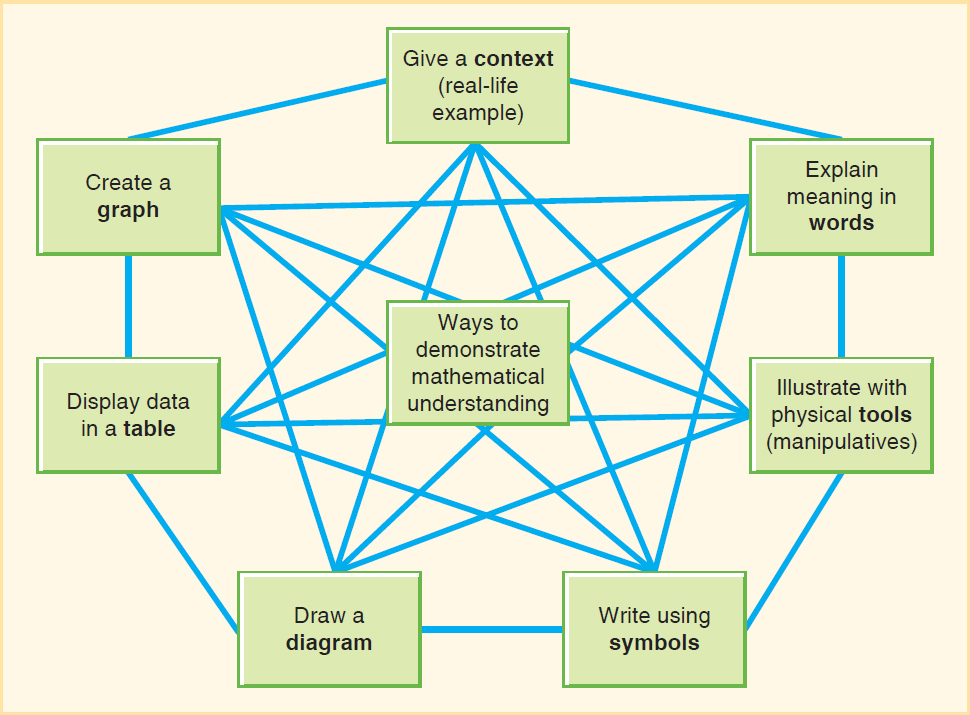 Give a context
(real-life
example)
Create a
graph
Explain
meaning in
words
Ways to
demonstrate
mathematical
understanding
Display data
in a table
Illustrate with
physical tools
(manipulatives)
Draw a
diagram
Write using
symbols